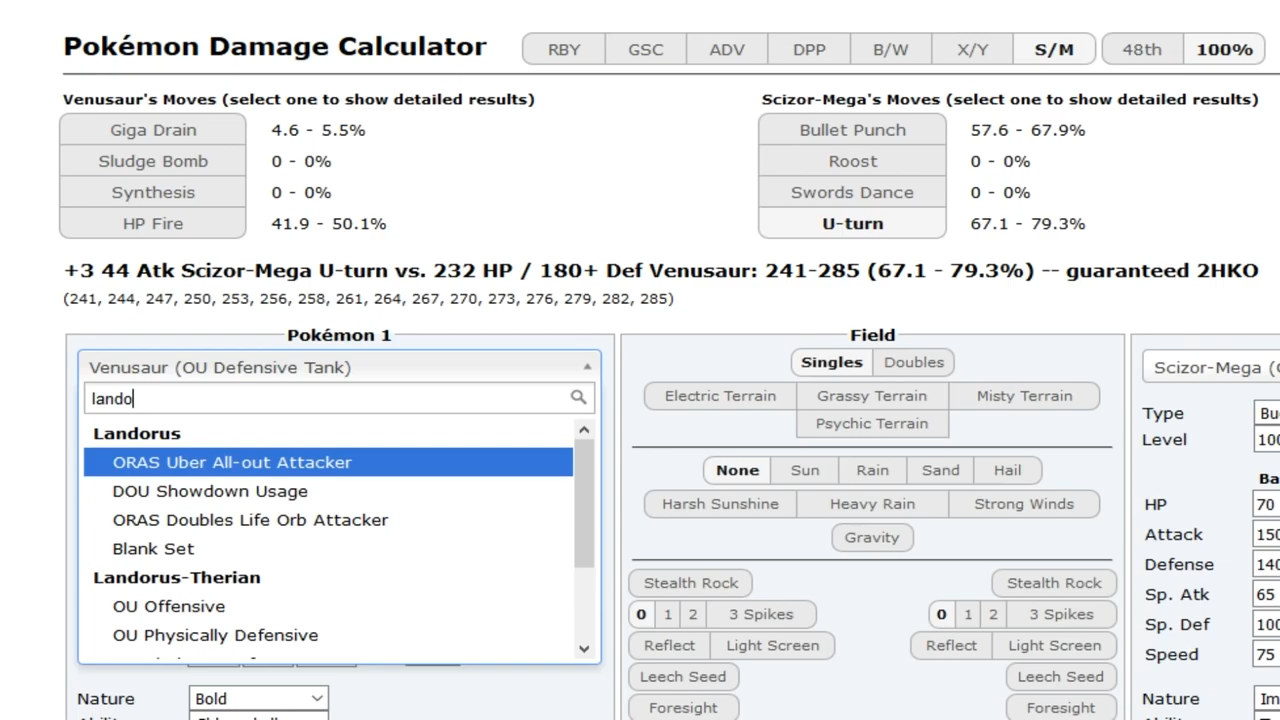 Pokémon Damage Calculator RBY GSC ADV DPP B/W X/Y S/M 48th 100%
Venusaur's Moves (select one to show detailed results) Scizor-Mega's Moves (select one to show detailed results)
Giga Drain 4.6 - 5.5% Bullet Punch 57.6 - 67.9%
Sludge Bomb 0 - 0% Roost 0 - 0%
Synthesis 0 - 0% Swords Dance 0 - 0%
HP Fire 41.9 - 50.1% U-turn 67.1 - 79.3%
+3 44 Atk Scizor-Mega U-turn vs. 232 HP / 180+ Def Venusaur: 241-285 (67.1 - 79.3%) -- guaranteed 2HKO
(241, 244, 247, 250, 253, 256, 258, 261, 264, 267, 270, 273, 276, 279, 282, 285)
Pokémon 1
Venusaur (OU Defensive Tank)
lando
Landorus
ORAS Uber All-out Attacker
DOU Showdown Usage
ORAS Doubles Life Orb Attacker
Blank Set
Landorus-Therian
OU Offensive
OU Physically Defensive
Nature Bold
Field
Singles Doubles
Electric Terrain Grassy Terrain Misty Terrain
Psychic Terrain
None Sun Rain Sand Hail
Harsh Sunshine Heavy Rain Strong Winds
Gravity
Stealth Rock Stealth Rock
0 1 2 3 Spikes 0 1 2 3 Spikes
Reflect Light Screen Reflect Light Screen
Leech Seed Leech Seed
Foresight Foresight
Scizor-Mega (
Type
Level
HP 70
Attack
Defense
Sp. Atk 65
Sp. Def
Speed 75
Nature